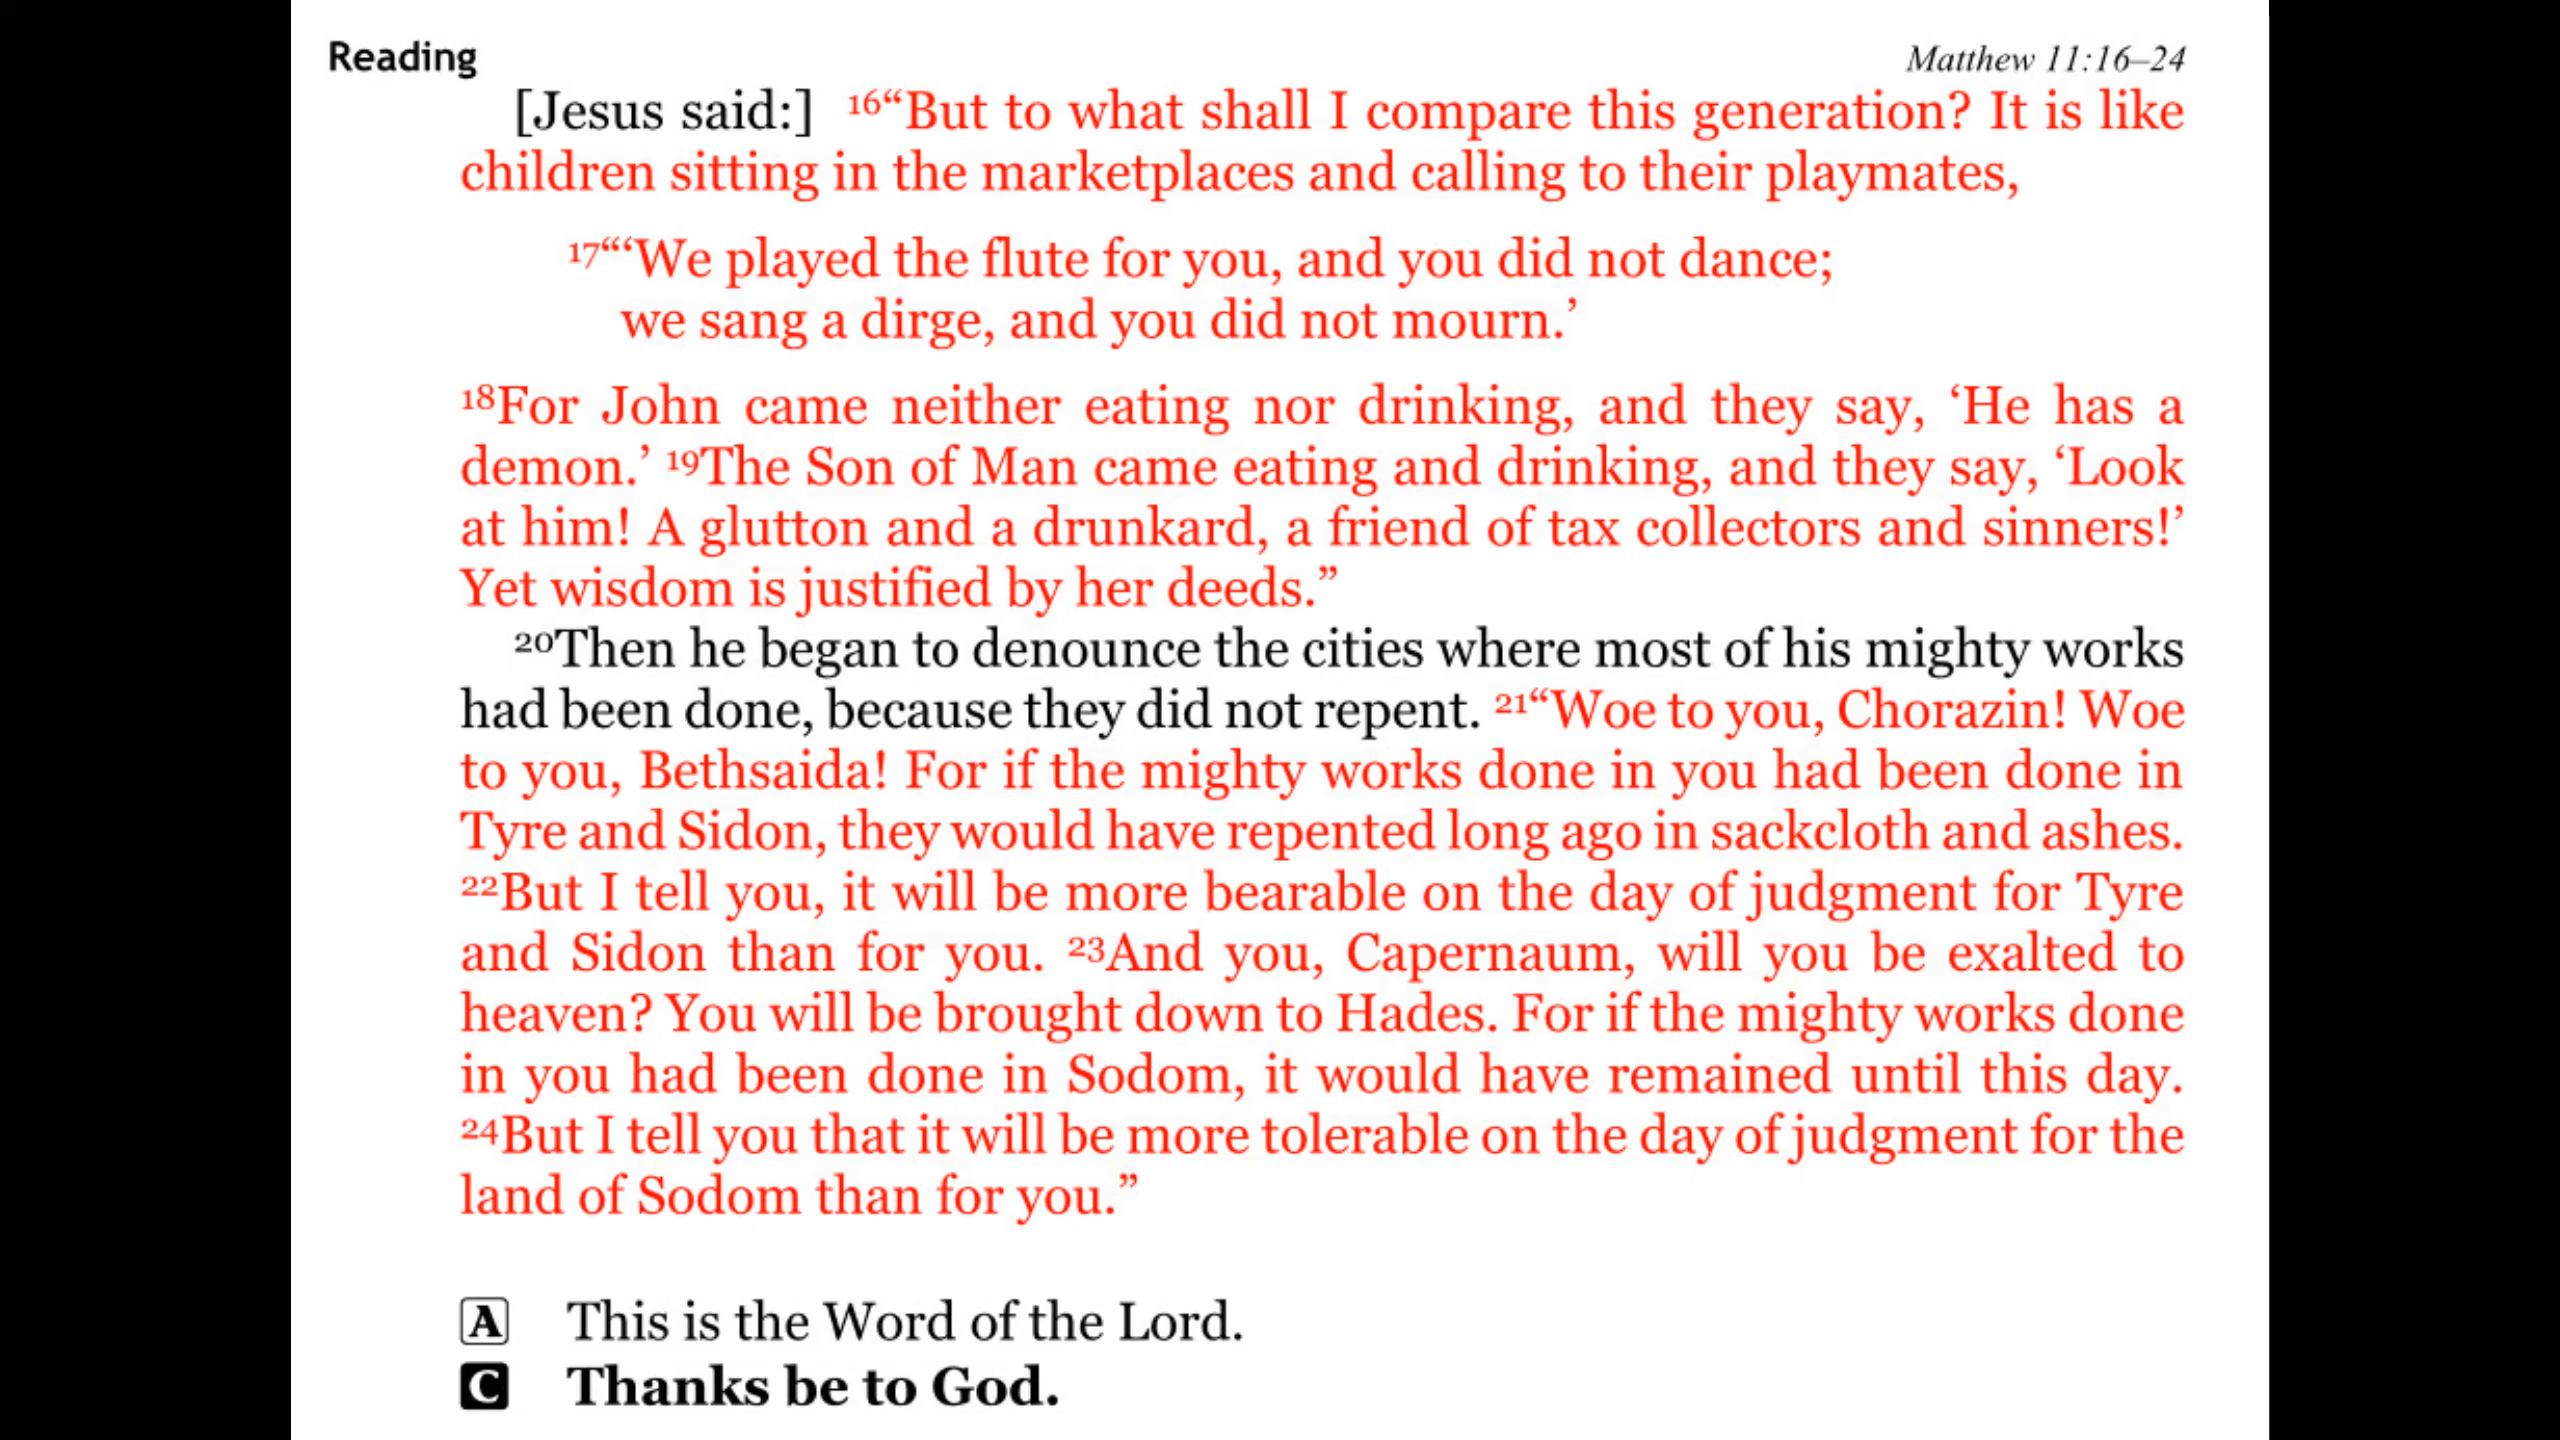 Reading Matthew 11:16–24
[Jesus said:] 16“But to what shall I compare this generation? It is like
children sitting in the marketplaces and calling to their playmates,
17“‘We played the flute for you, and you did not dance;
we sang a dirge, and you did not mourn.’
18For John came neither eating nor drinking, and they say, ‘He has a
demon.’ 19The Son of Man came eating and drinking, and they say, ‘Look
at him! A glutton and a drunkard, a friend of tax collectors and sinners!’
Yet wisdom is justified by her deeds.”
20Then he began to denounce the cities where most of his mighty works
had been done, because they did not repent. 21“Woe to you, Chorazin! Woe
to you, Bethsaida! For if the mighty works done in you had been done in
Tyre and Sidon, they would have repented long ago in sackcloth and ashes.
22But I tell you, it will be more bearable on the day of judgment for Tyre
and Sidon than for you. 23And you, Capernaum, will you be exalted to
heaven? You will be brought down to Hades. For if the mighty works done
in you had been done in Sodom, it would have remained until this day.
24But I tell you that it will be more tolerable on the day of judgment for the
land of Sodom than for you.”
A This is the Word of the Lord.
C Thanks be to God.